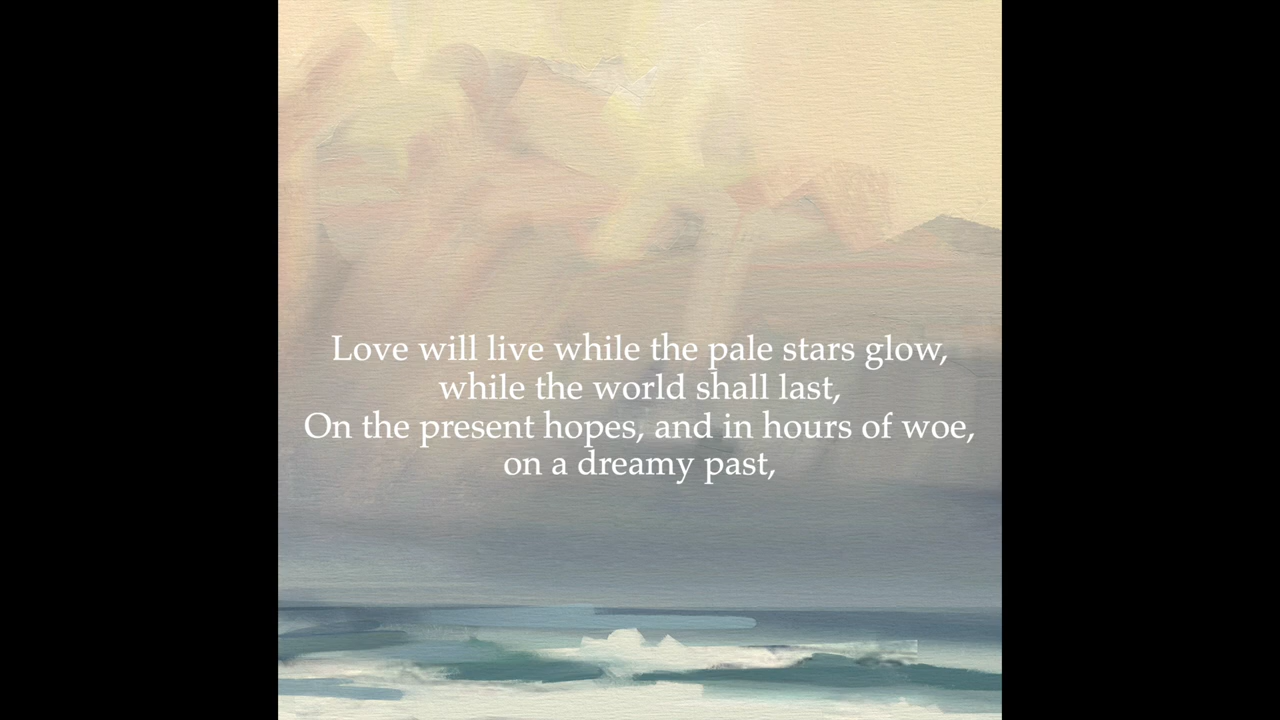 Love will live while the pale stars glow,
while the world shall last,
On the present hopes, and in hours of woe,
on a dreamy past,